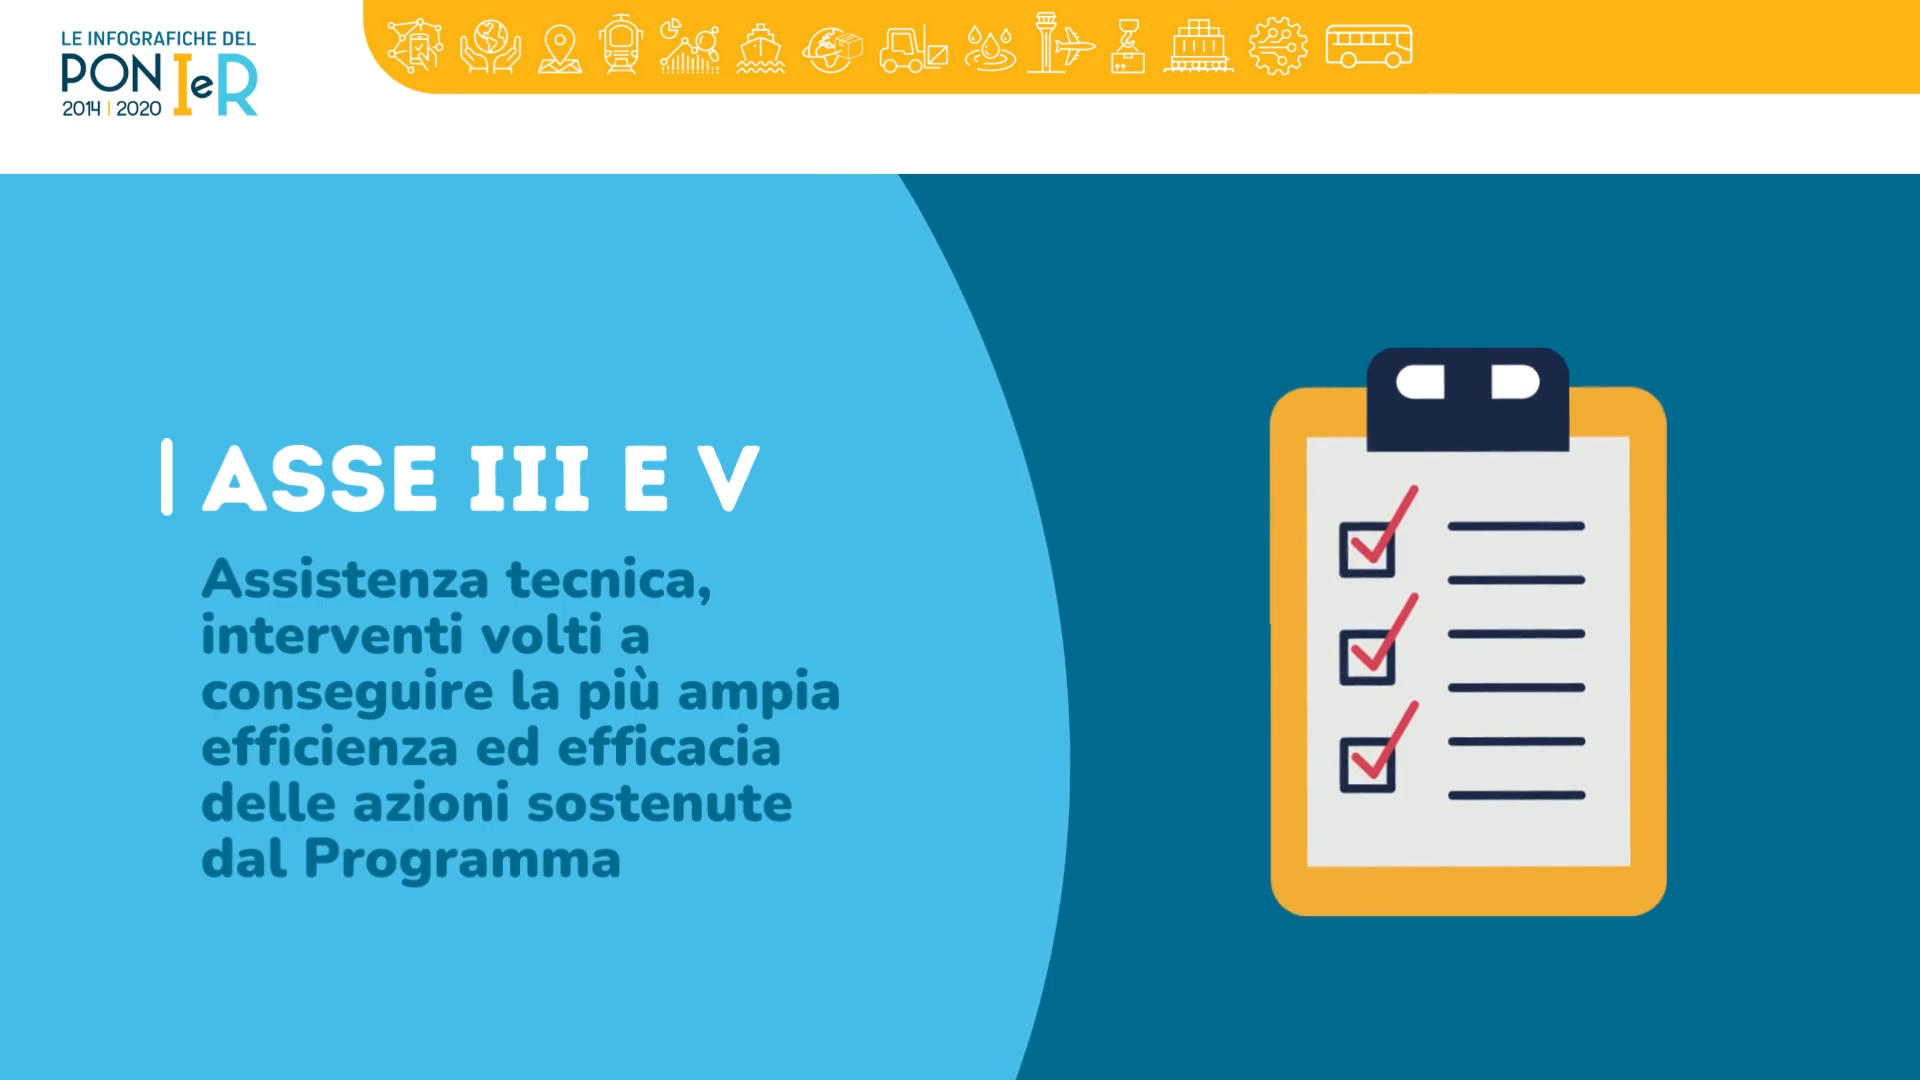 LE INFOGRAFICHE DEL
PON IeR
2014 | 2020
ASSE III E V
Assistenza tecnica,
interventi volti a
conseguire la più ampia
efficienza ed efficacia
delle azioni sostenute
dal Programma